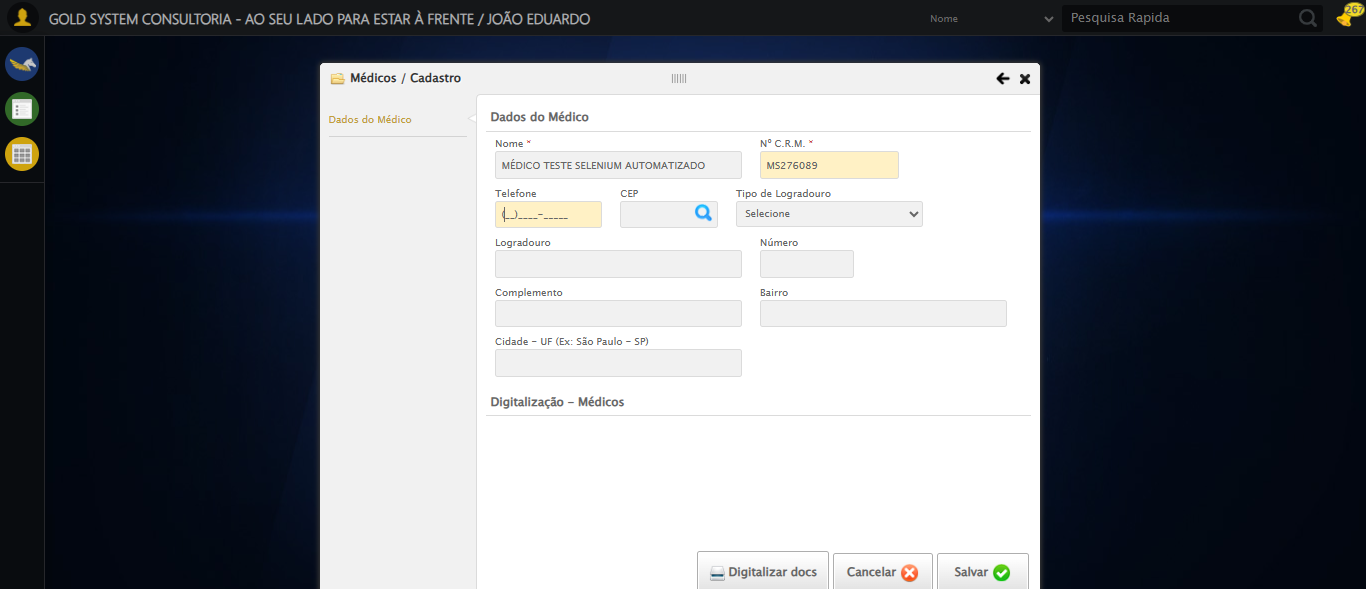 GOLD SYSTEM CONSULTORIA - AO SEU LADO PARA ESTAR À FRENTE / JOÃO EDUARDO
Nome
Pesquisa Rapida
267
Médicos / Cadastro
Dados do Médico
Dados do Médico
Nome *
Nº C.R.M. *
MÉDICO TESTE SELENIUM AUTOMATIZADO
MS276089
Telefone
CEP
Tipo de Logradouro
(__)____-_____
Selecione
Logradouro
Número
Complemento
Bairro
Cidade - UF (Ex: São Paulo - SP)
Digitalização - Médicos
Digitalizar docs
Cancelar
Salvar